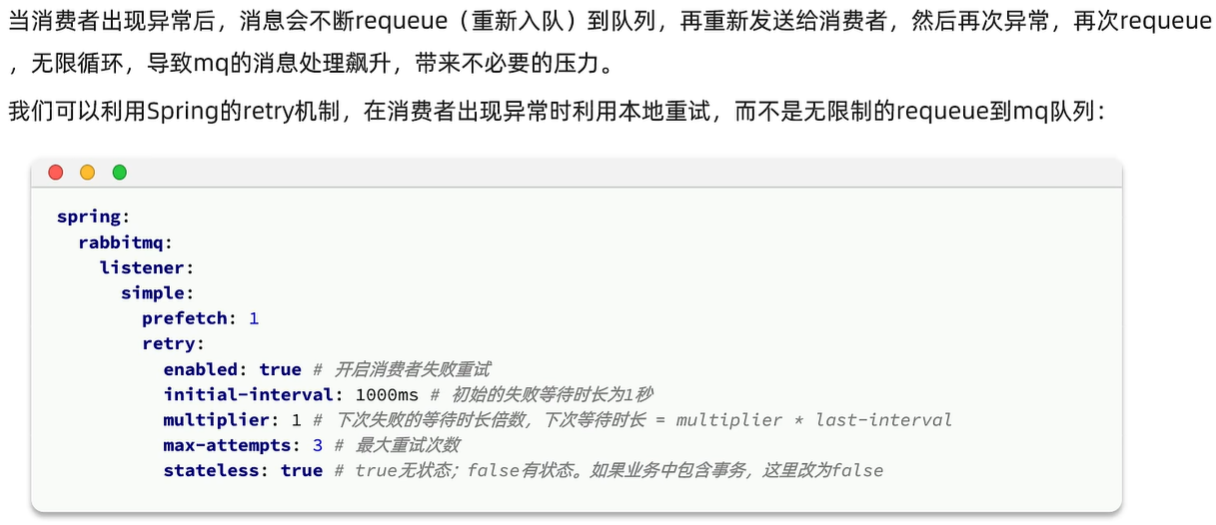 当消费者出现异常后，消息会不断requeue（重新入队）到队列，再重新发送给消费者，然后再次异常，再次requeue
，无限循环，导致mq的消息处理飙升，带来不必要的压力。
我们可以利用Spring的retry机制，在消费者出现异常时利用本地重试，而不是无限制的requeue到mq队列：
spring:
  rabbitmq:
    listener:
      simple:
        prefetch: 1
        retry:
          enabled: true # 开启消费者失败重试
          initial-interval: 1000ms # 初始的失败等待时长为1秒
          multiplier: 1 # 下次失败的等待时长倍数，下次等待时长 = multiplier * last-interval
          max-attempts: 3 # 最大重试次数
          stateless: true # true无状态；false有状态。如果业务中包含事务，这里改为false